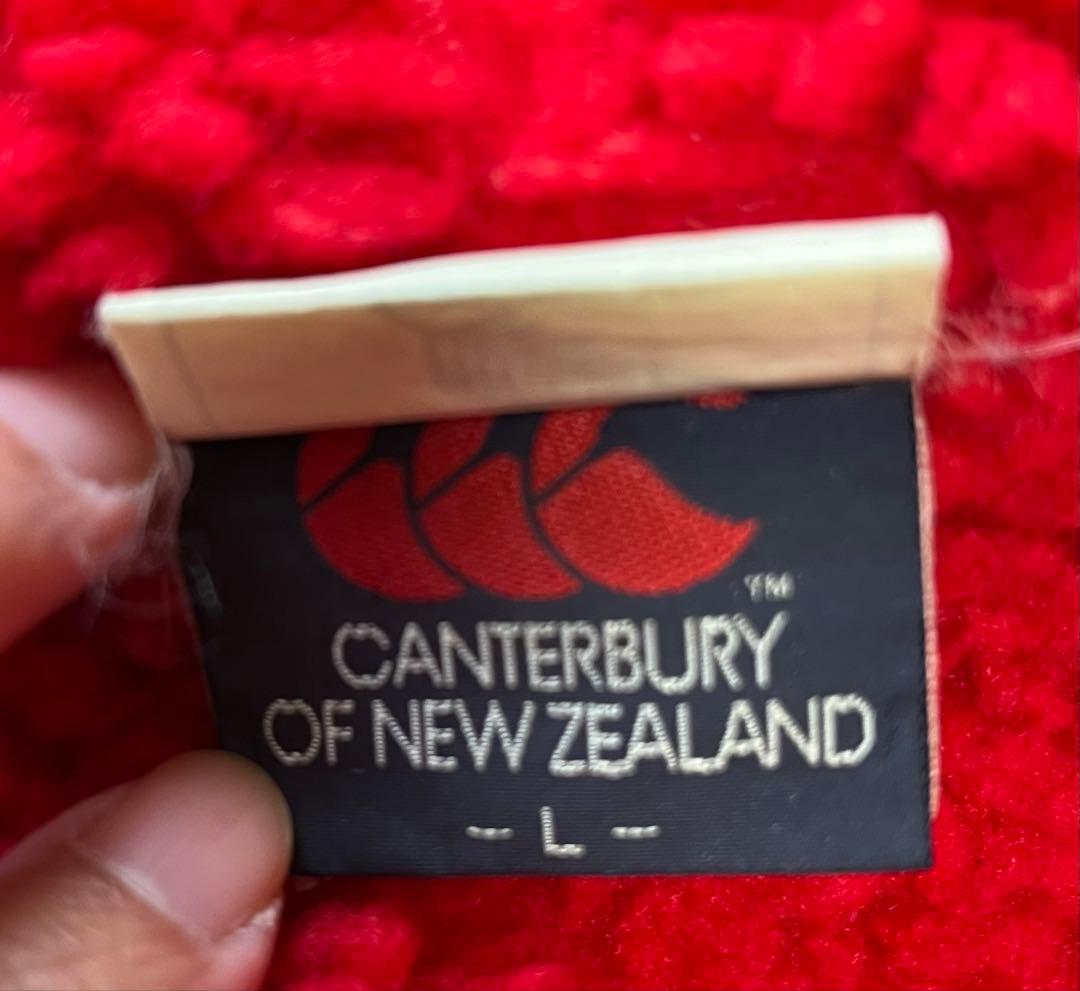 TM
CANTERBURY
OF NEW ZEALAND
- L -